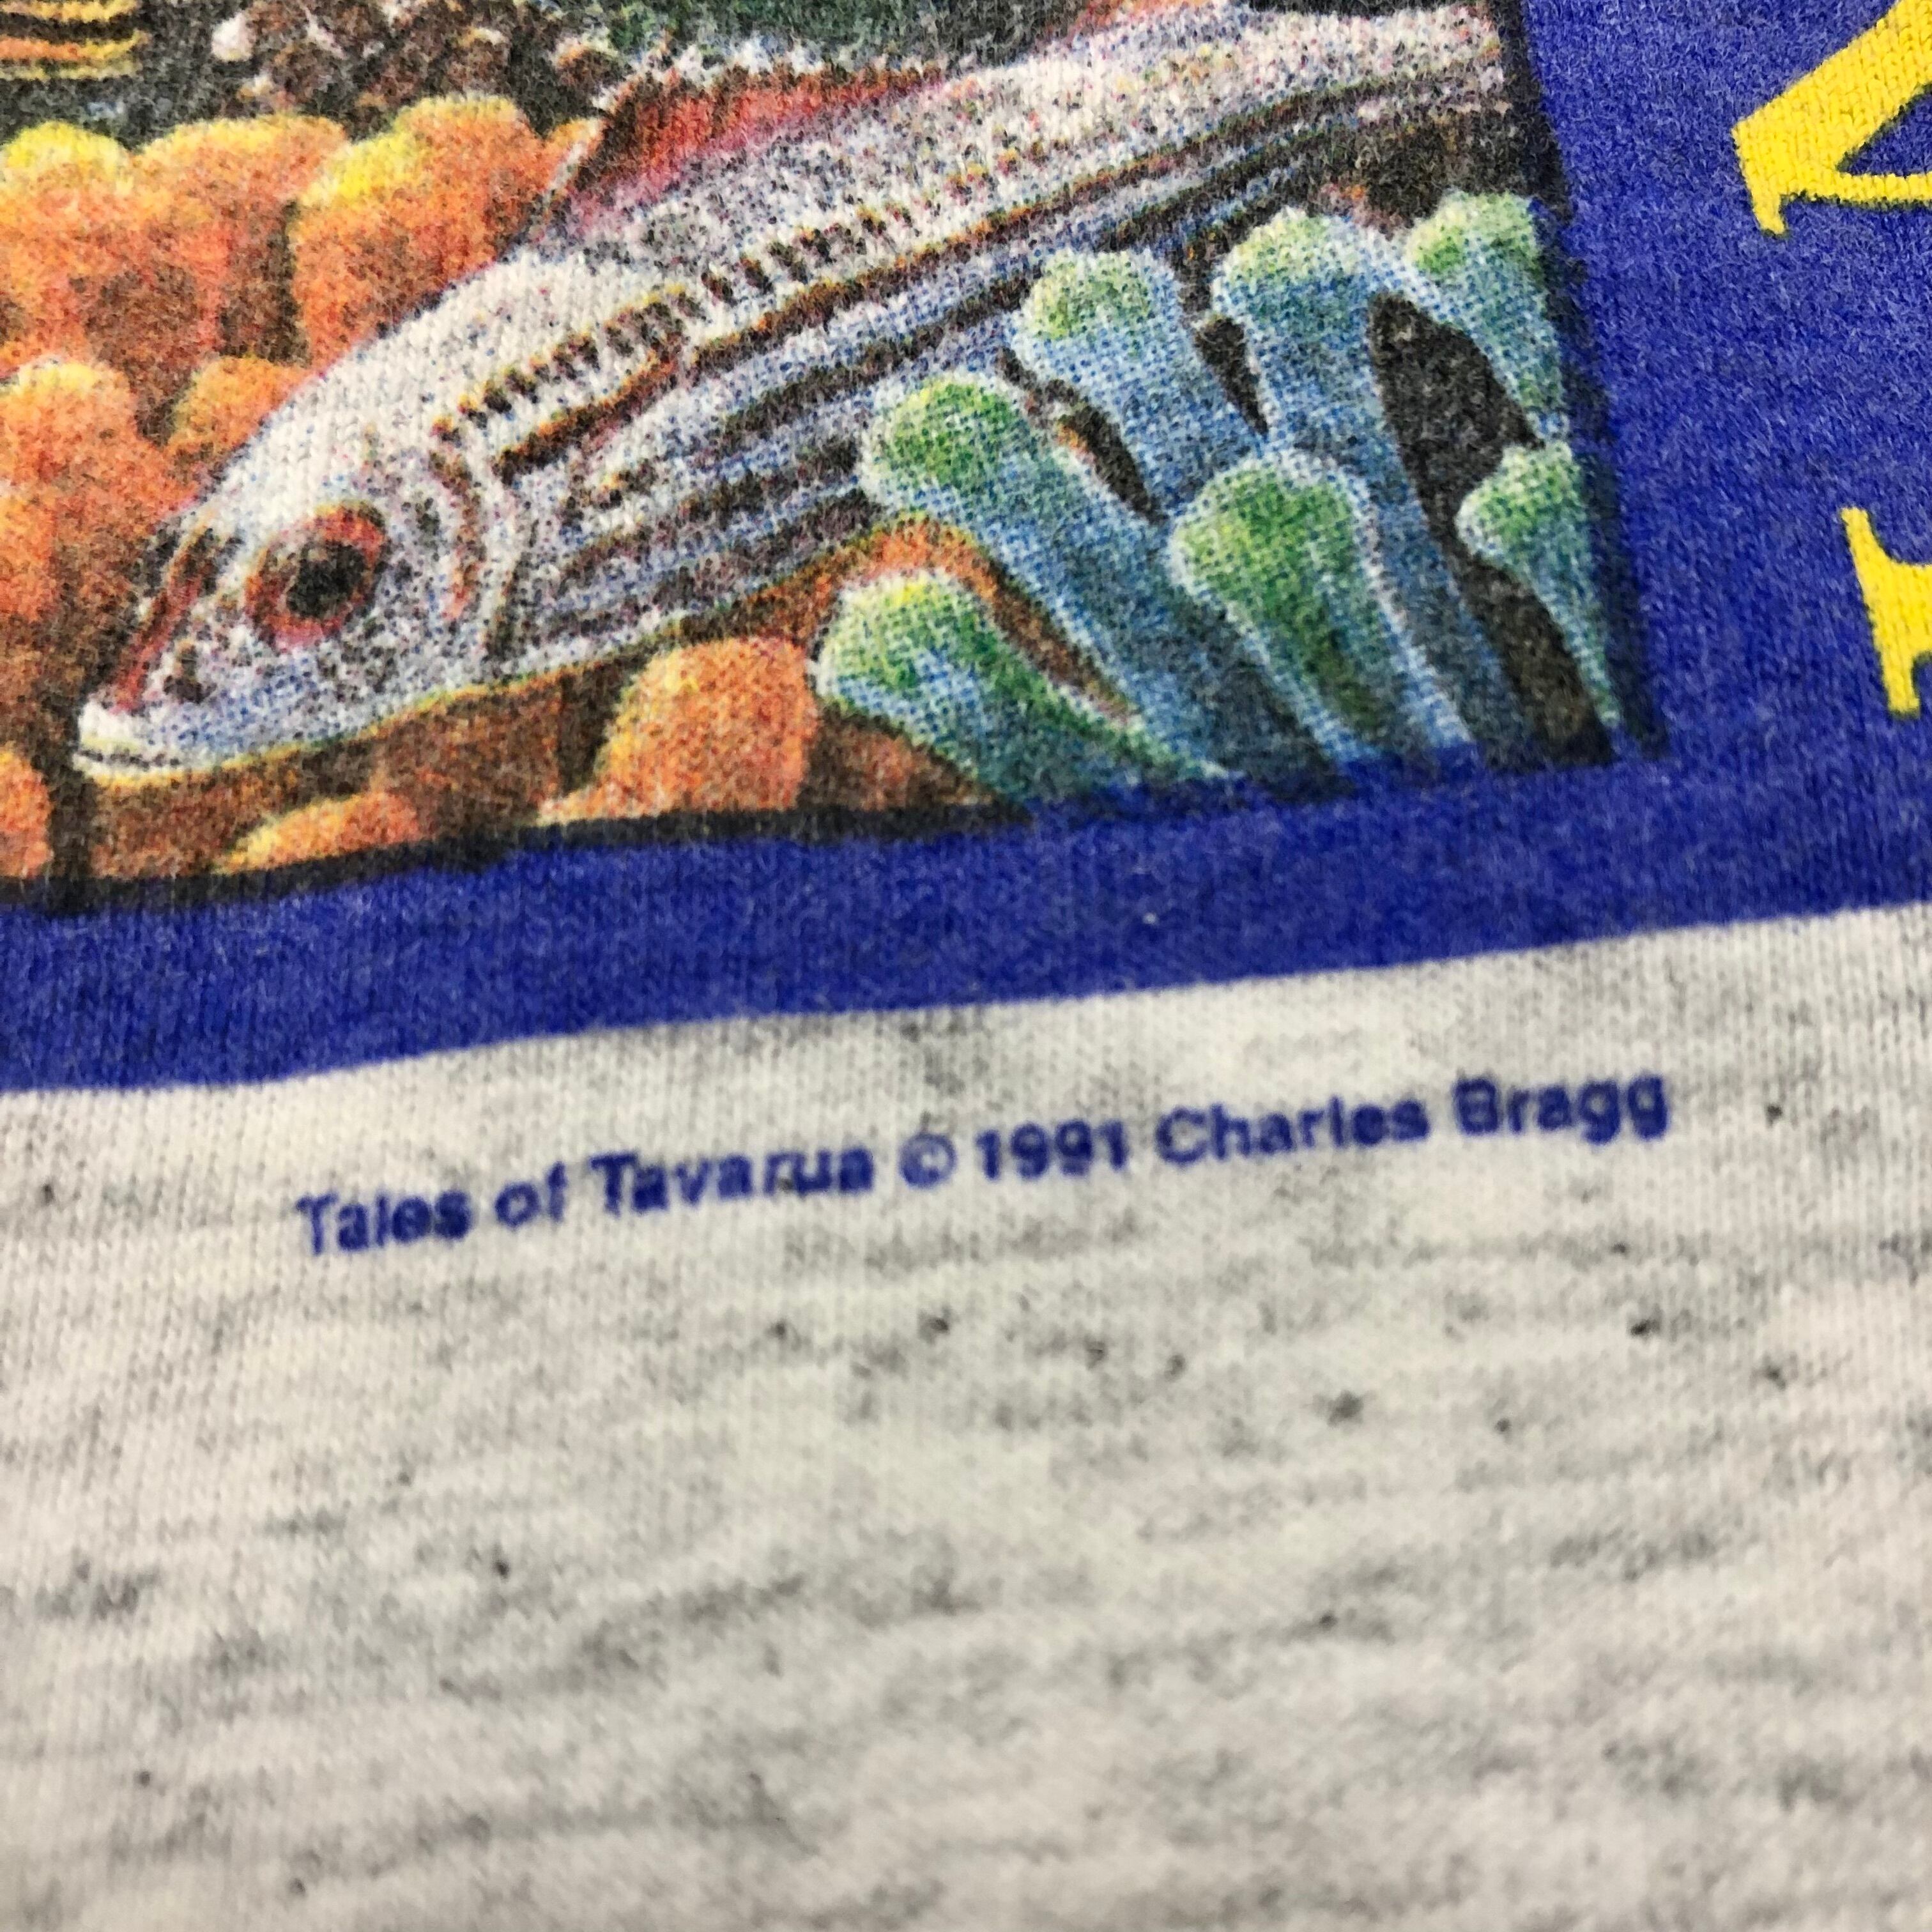 Tales of Tavarua © 1991 Charles Bragg